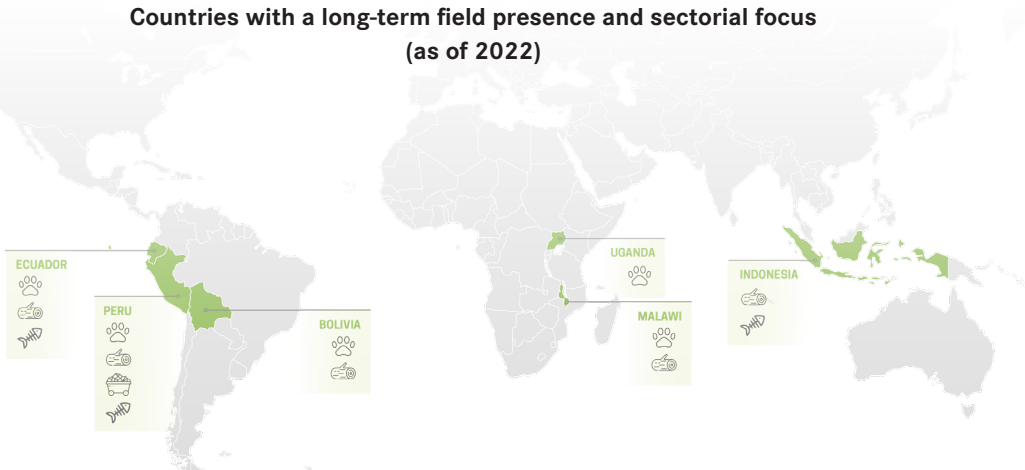 Countries with a long-term field presence and sectorial focus
(as of 2022)
ECUADOR
PERU
BOLIVIA
UGANDA
MALAWI
INDONESIA